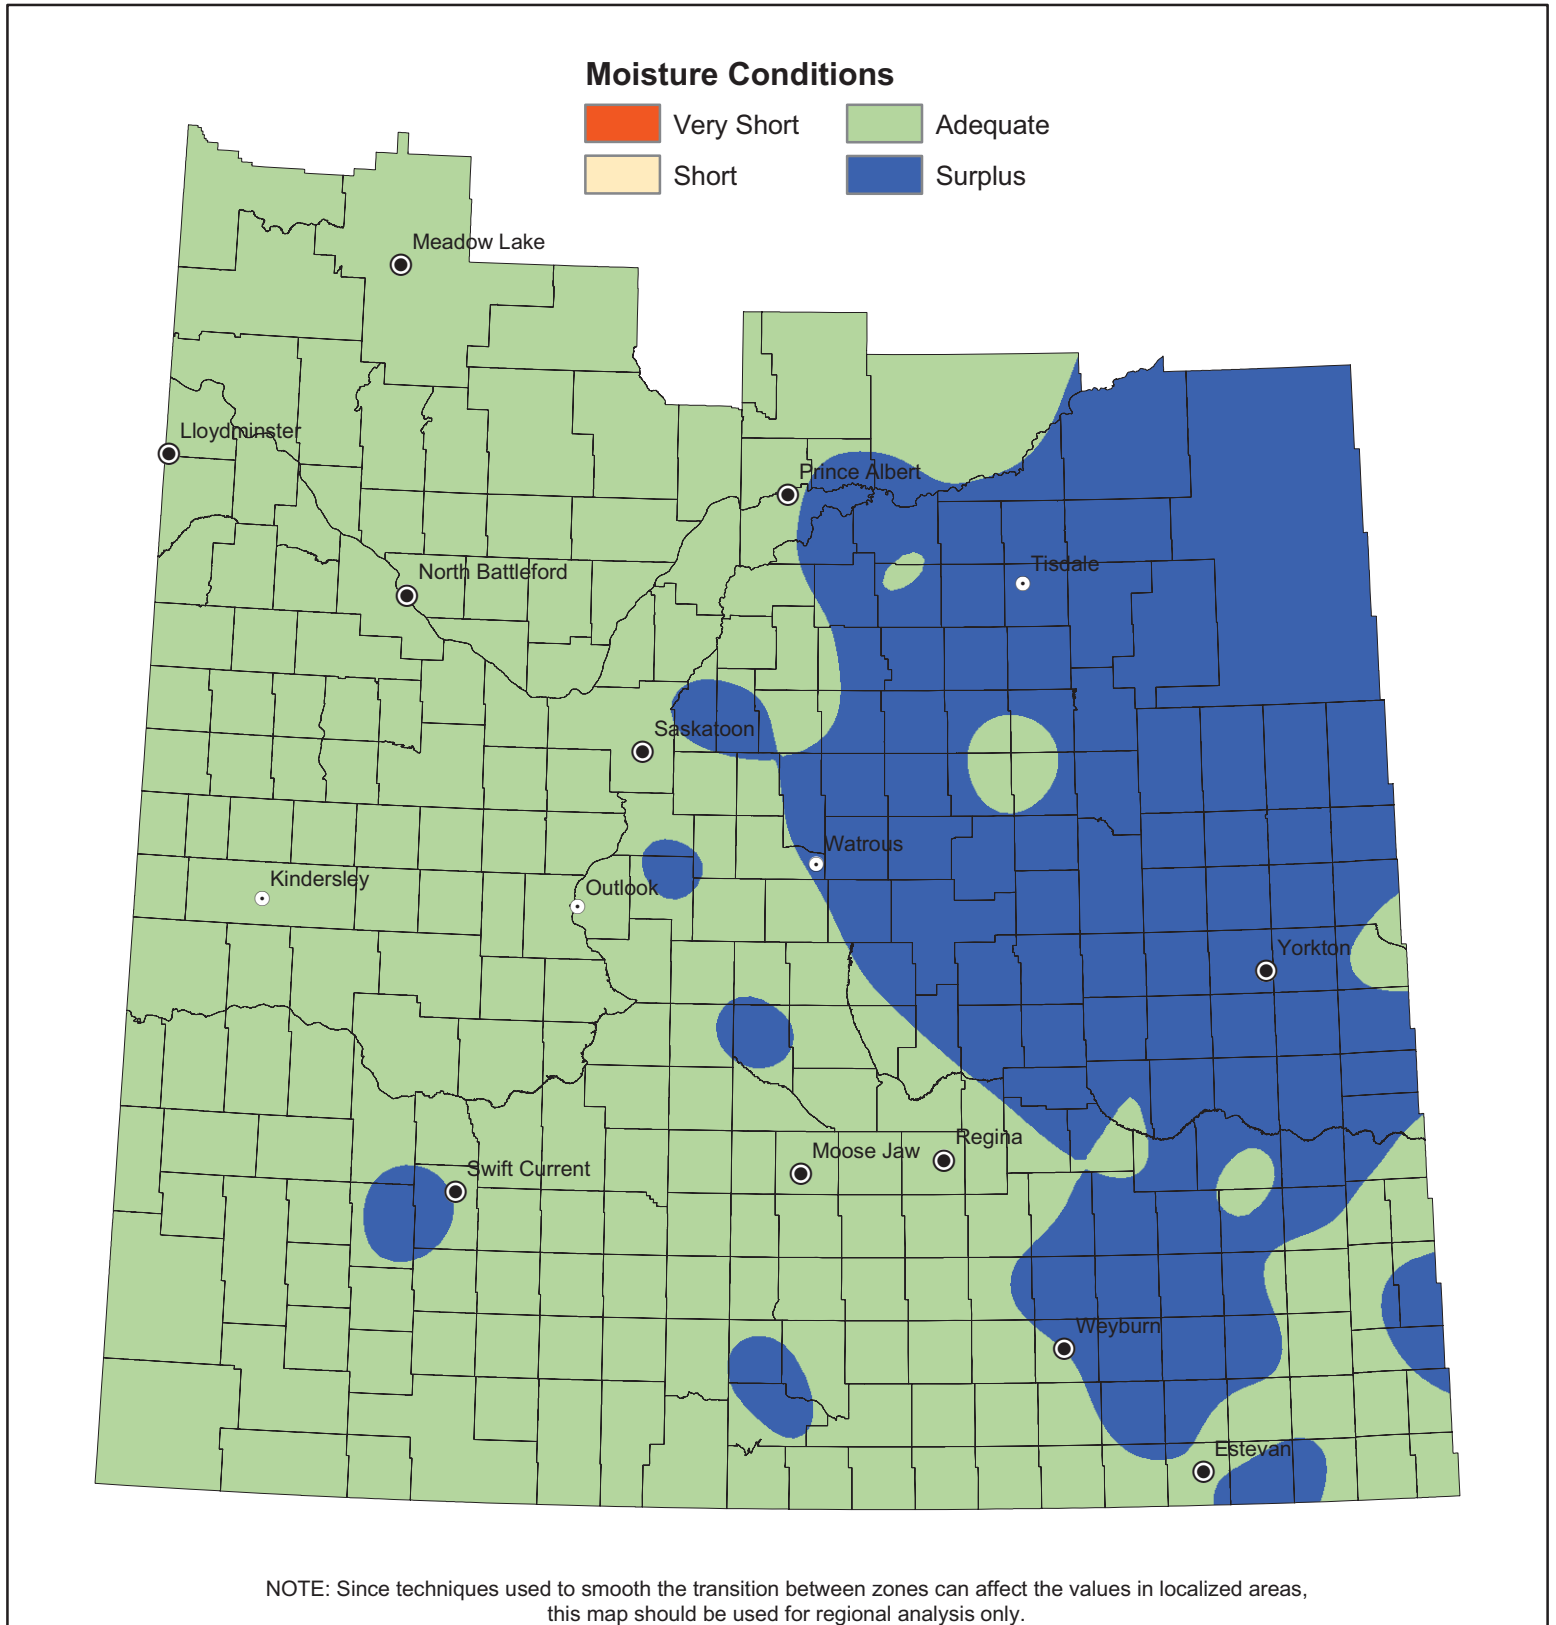 Moisture Conditions
Very Short
Adequate
Short
Surplus
Meadow Lake
Lloydminster
Prince Albert
Tisdale
North Battleford
Saskatoon
Watrous
Kindersley
Outlook
Yorkton
Regina
Moose Jaw
Swift Current
Weyburn
Estevan
NOTE: Since techniques used to smooth the transition between zones can affect the values in localized areas,
this map should be used for regional analysis only.